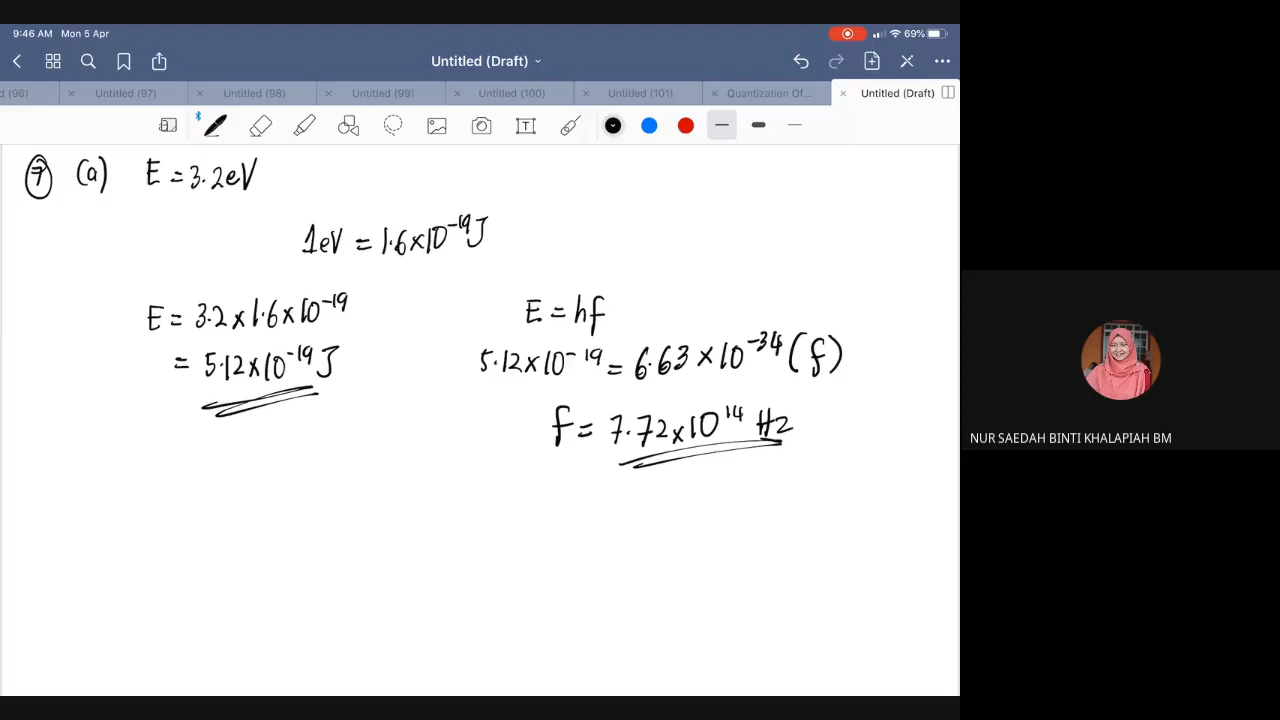 9:46 AM Mon 5 Apr
69%
Untitled (Draft)
d (96)
Untitled (97)
Untitled (98)
Untitled (99)
Untitled (100)
Untitled (101)
Quantization Of...
Untitled (Draft)
7 (a) E = 3.2eV
1eV = 1.6×10⁻¹⁹J
E = 3.2 × 1.6 × 10⁻¹⁹
= 5.12×10⁻¹⁹ J
E = hf
5.12×10⁻¹⁹ = 6.63 × 10⁻³⁴ (f)
f = 7.72×10¹⁴ Hz
NUR SAEDAH BINTI KHALAPIAH BM